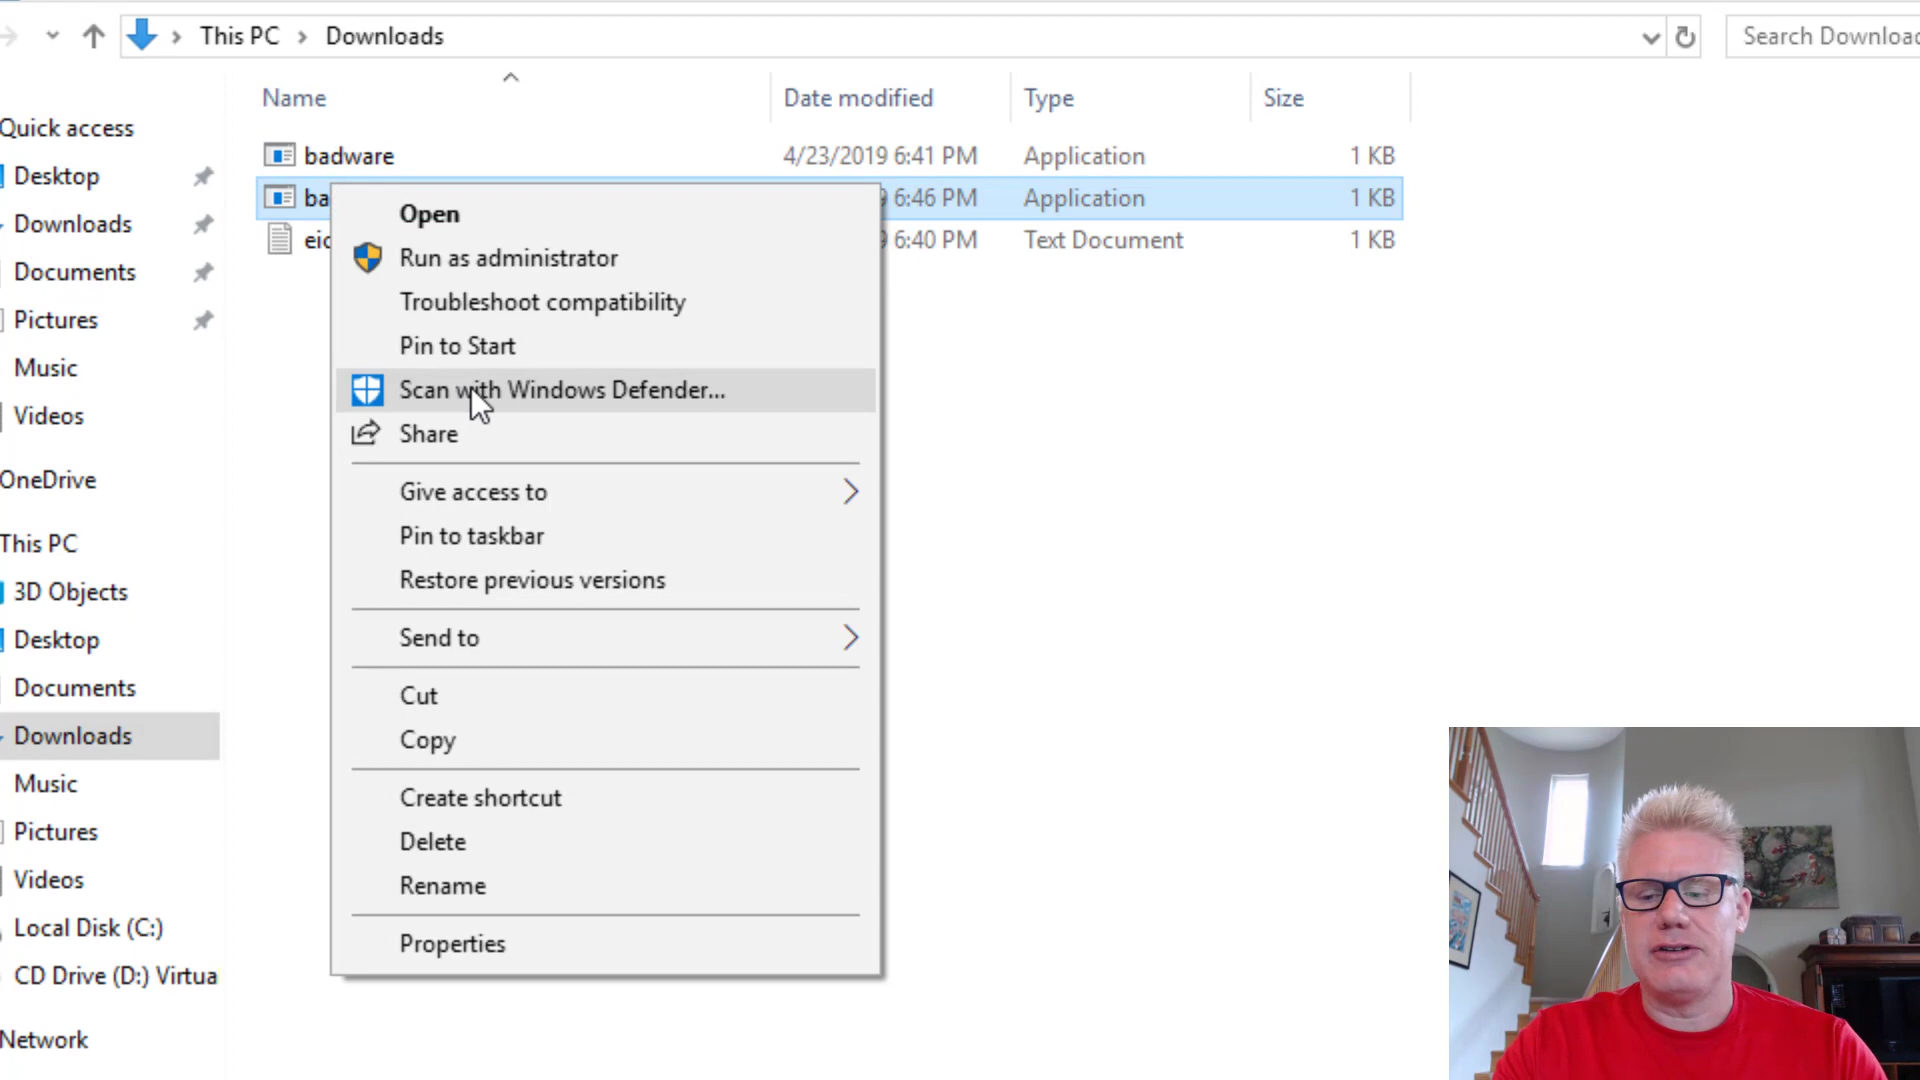 This PC > Downloads
Search Downloac
Name
Date modified
Type
Size
Quick access
Desktop
Downloads
Documents
Pictures
Music
Videos
OneDrive
This PC
3D Objects
Desktop
Documents
Downloads
Music
Pictures
Videos
Local Disk (C:)
CD Drive (D:) Virtua
Network
badware 4/23/2019 6:41 PM Application 1 KB
ba 9 6:46 PM Application 1 KB
eic 9 6:40 PM Text Document 1 KB
Open
Run as administrator
Troubleshoot compatibility
Pin to Start
Scan with Windows Defender...
Share
Give access to
Pin to taskbar
Restore previous versions
Send to
Cut
Copy
Create shortcut
Delete
Rename
Properties